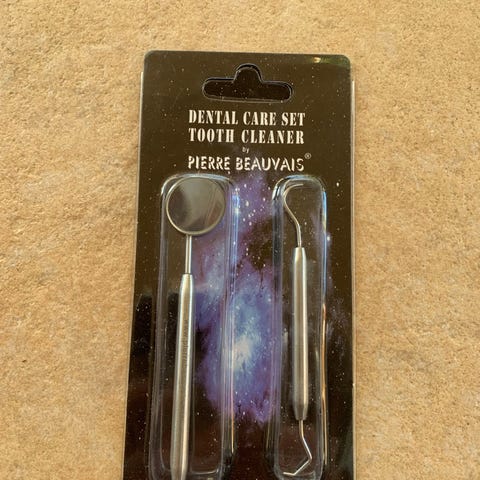 DENTAL CARE SET
TOOTH CLEANER
by
PIERRE BEAUVAIS®